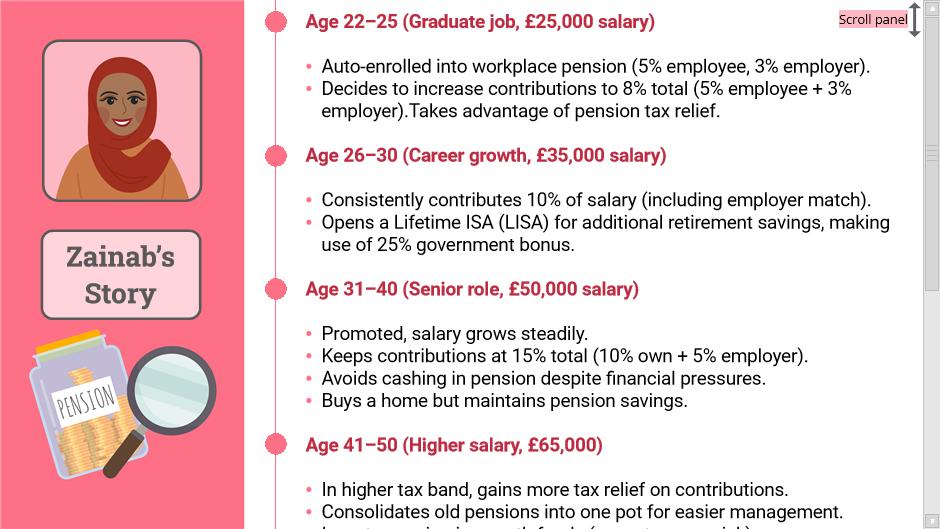 Age 22–25 (Graduate job, £25,000 salary)
Scroll panel
Auto-enrolled into workplace pension (5% employee, 3% employer).
Decides to increase contributions to 8% total (5% employee + 3%
employer).Takes advantage of pension tax relief.
Age 26–30 (Career growth, £35,000 salary)
Consistently contributes 10% of salary (including employer match).
Opens a Lifetime ISA (LISA) for additional retirement savings, making
use of 25% government bonus.
Zainab’s
Story
Age 31–40 (Senior role, £50,000 salary)
Promoted, salary grows steadily.
Keeps contributions at 15% total (10% own + 5% employer).
Avoids cashing in pension despite financial pressures.
Buys a home but maintains pension savings.
PENSION
Age 41–50 (Higher salary, £65,000)
In higher tax band, gains more tax relief on contributions.
Consolidates old pensions into one pot for easier management.